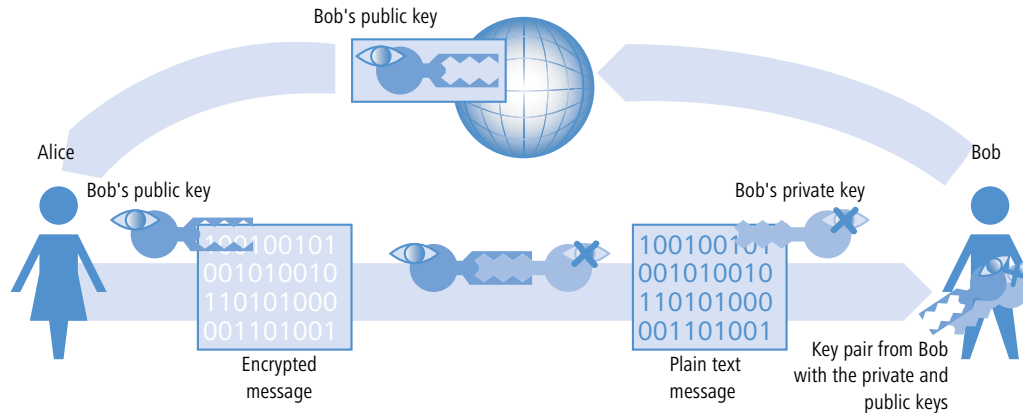 Bob's public key
Alice
Bob
Bob's public key
Bob's private key
100100101
001010010
110101000
001101001
100100101
001010010
110101000
001101001
Encrypted
message
Plain text
message
Key pair from Bob
with the private and
public keys